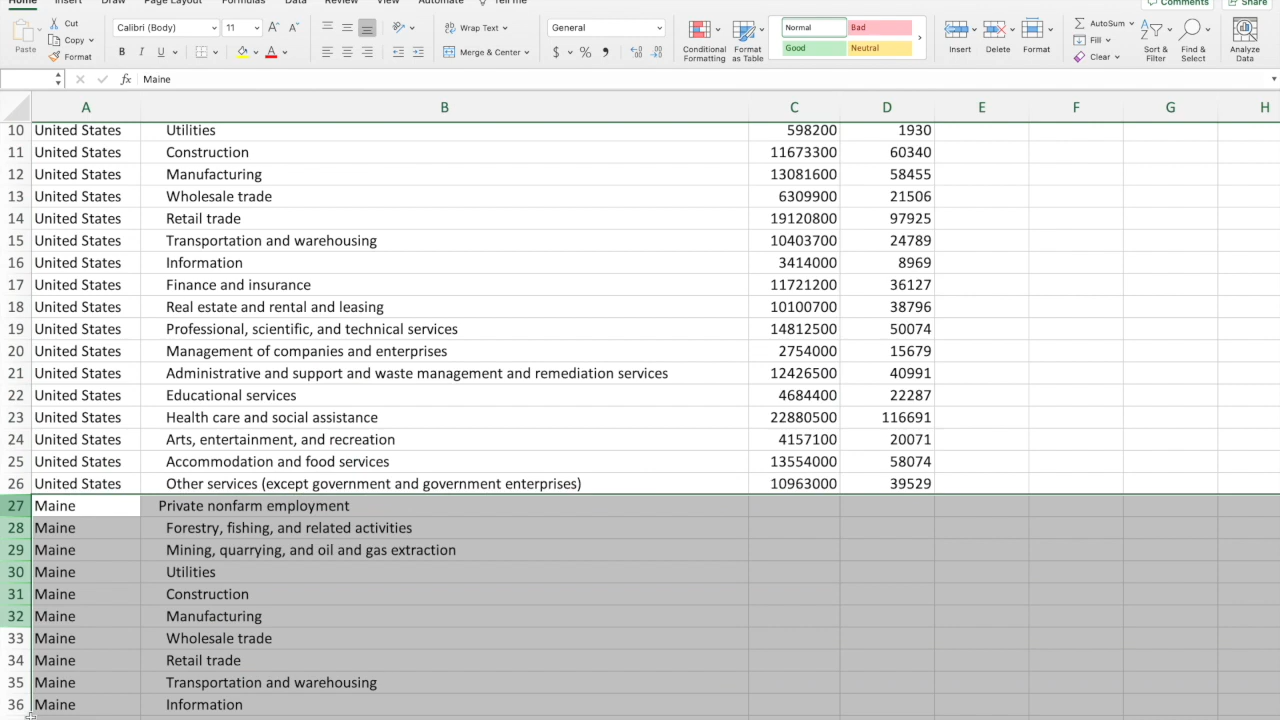 Home Insert Draw Page Layout Formulas Data Review View Automate Tell me
Comments Share
Paste Cut Copy Format
Calibri (Body) 11 A A
B I U A
Wrap Text
Merge & Center
General
$ % ,
Conditional Formatting
Format as Table
Normal Bad
Good Neutral
Insert Delete Format
AutoSum
Fill
Clear
Sort & Filter
Find & Select
Analyze Data
fx Maine
A B C D E F G H
10 United States Utilities 598200 1930
11 United States Construction 11673300 60340
12 United States Manufacturing 13081600 58455
13 United States Wholesale trade 6309900 21506
14 United States Retail trade 19120800 97925
15 United States Transportation and warehousing 10403700 24789
16 United States Information 3414000 8969
17 United States Finance and insurance 11721200 36127
18 United States Real estate and rental and leasing 10100700 38796
19 United States Professional, scientific, and technical services 14812500 50074
20 United States Management of companies and enterprises 2754000 15679
21 United States Administrative and support and waste management and remediation services 12426500 40991
22 United States Educational services 4684400 22287
23 United States Health care and social assistance 22880500 116691
24 United States Arts, entertainment, and recreation 4157100 20071
25 United States Accommodation and food services 13554000 58074
26 United States Other services (except government and government enterprises) 10963000 39529
27 Maine Private nonfarm employment
28 Maine Forestry, fishing, and related activities
29 Maine Mining, quarrying, and oil and gas extraction
30 Maine Utilities
31 Maine Construction
32 Maine Manufacturing
33 Maine Wholesale trade
34 Maine Retail trade
35 Maine Transportation and warehousing
36 Maine Information